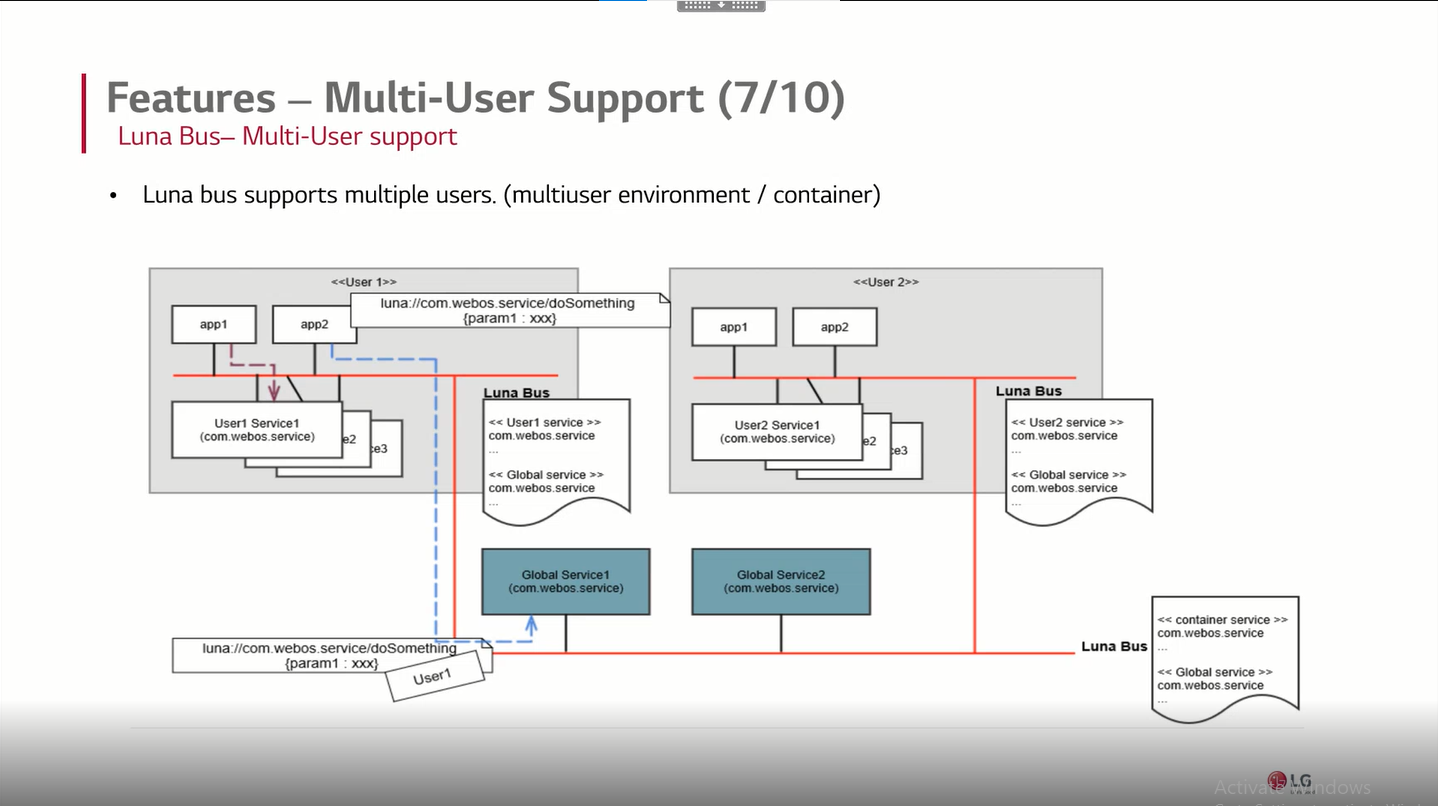 Features – Multi-User Support (7/10)
Luna Bus– Multi-User support
• Luna bus supports multiple users. (multiuser environment / container)
<<User 1>>
luna://com.webos.service/doSomething
{param1 : xxx}
app1
app2
Luna Bus
User1 Service1
(com.webos.service)
e2
ce3
<< User1 service >>
com.webos.service
...
<< Global service >>
com.webos.service
...
<<User 2>>
app1
app2
Luna Bus
User2 Service1
(com.webos.service)
e2
ce3
<< User2 service >>
com.webos.service
...
<< Global service >>
com.webos.service
...
Global Service1
(com.webos.service)
Global Service2
(com.webos.service)
luna://com.webos.service/doSomething
{param1 : xxx}
User1
Luna Bus
<< container service >>
com.webos.service
...
<< Global service >>
com.webos.service
...
LG
Activate Windows